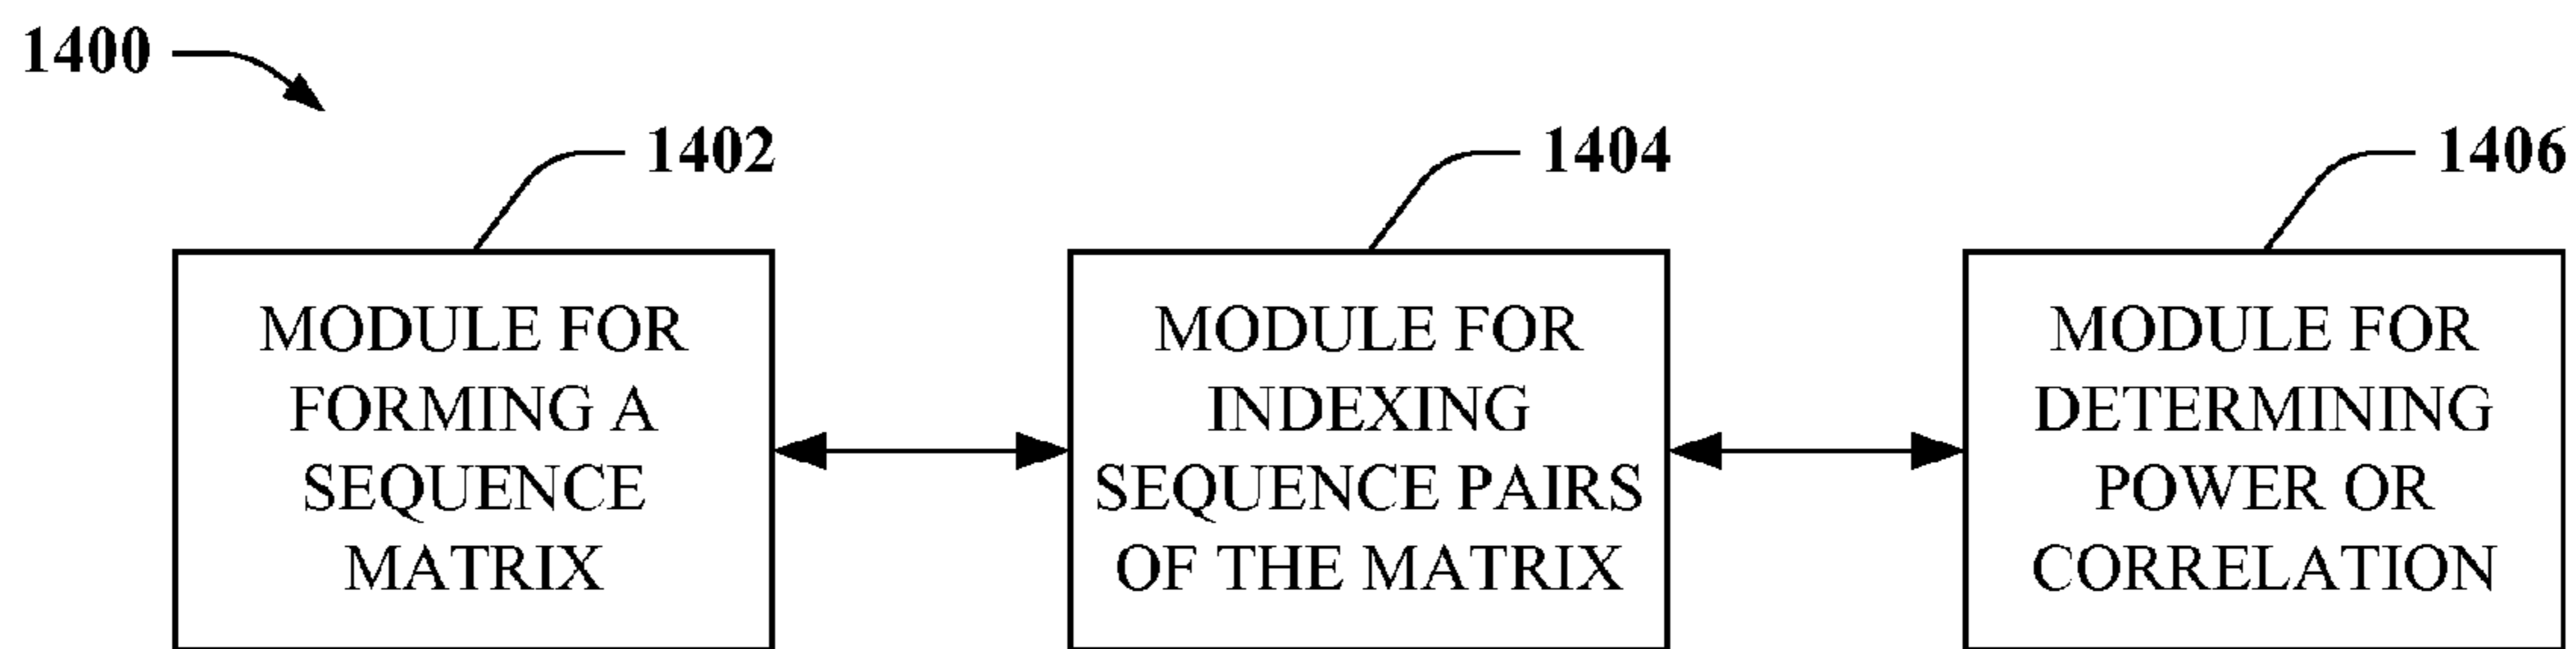 1400
1402
1404
1406
MODULE FOR
FORMING A
SEQUENCE
MATRIX
MODULE FOR
INDEXING
SEQUENCE PAIRS
OF THE MATRIX
MODULE FOR
DETERMINING
POWER OR
CORRELATION